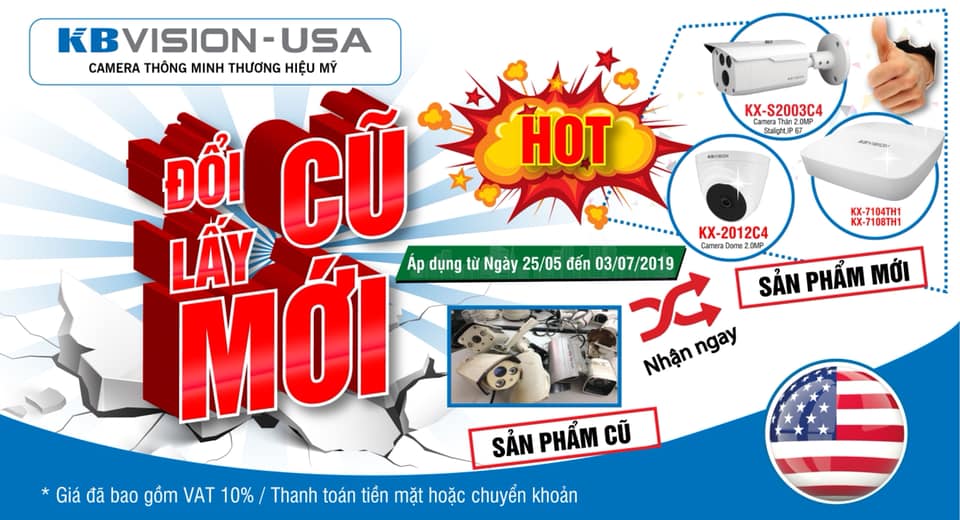 KBVISION-USA
CAMERA THÔNG MINH THƯƠNG HIỆU MỸ
ĐỔI CŨ
LẤY
MỚI
HOT
KX-S2003C4
Camera Thân 2.0MP
Stalight,IP 67
KBVISION
KX-2012C4
Camera Dome 2.0MP
KBVISION
KX-7104TH1
KX-7108TH1
Áp dụng từ Ngày 25/05 đến 03/07/2019
SẢN PHẨM MỚI
Nhận ngay
SẢN PHẨM CŨ
* Giá đã bao gồm VAT 10% / Thanh toán tiền mặt hoặc chuyển khoản